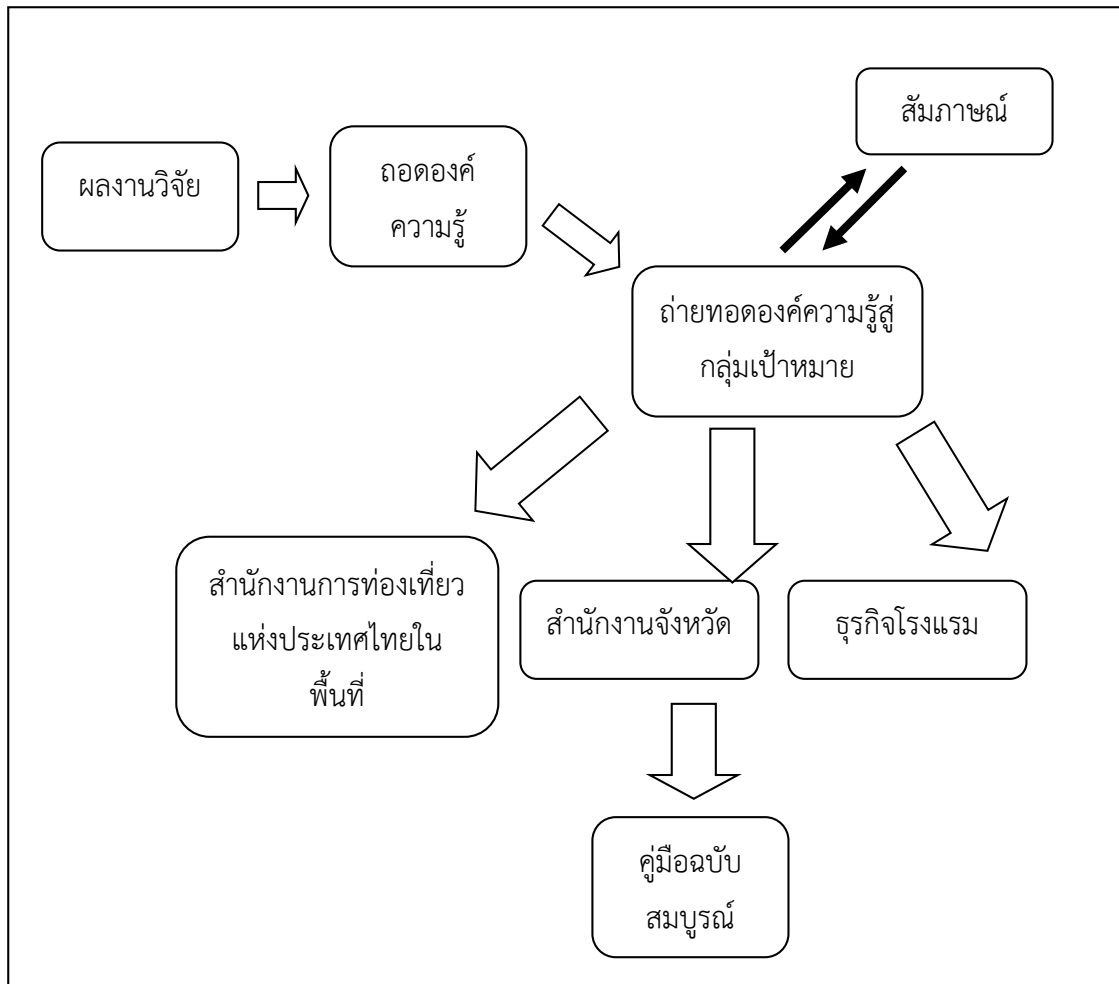 สัมภาษณ์
ผลงานวิจัย
ถอดองค์
ความรู้
ถ่ายทอดองค์ความรู้สู่
กลุ่มเป้าหมาย
สำนักงานการท่องเที่ยว
แห่งประเทศไทยใน
พื้นที่
สำนักงานจังหวัด
ธุรกิจโรงแรม
คู่มือฉบับ
สมบูรณ์